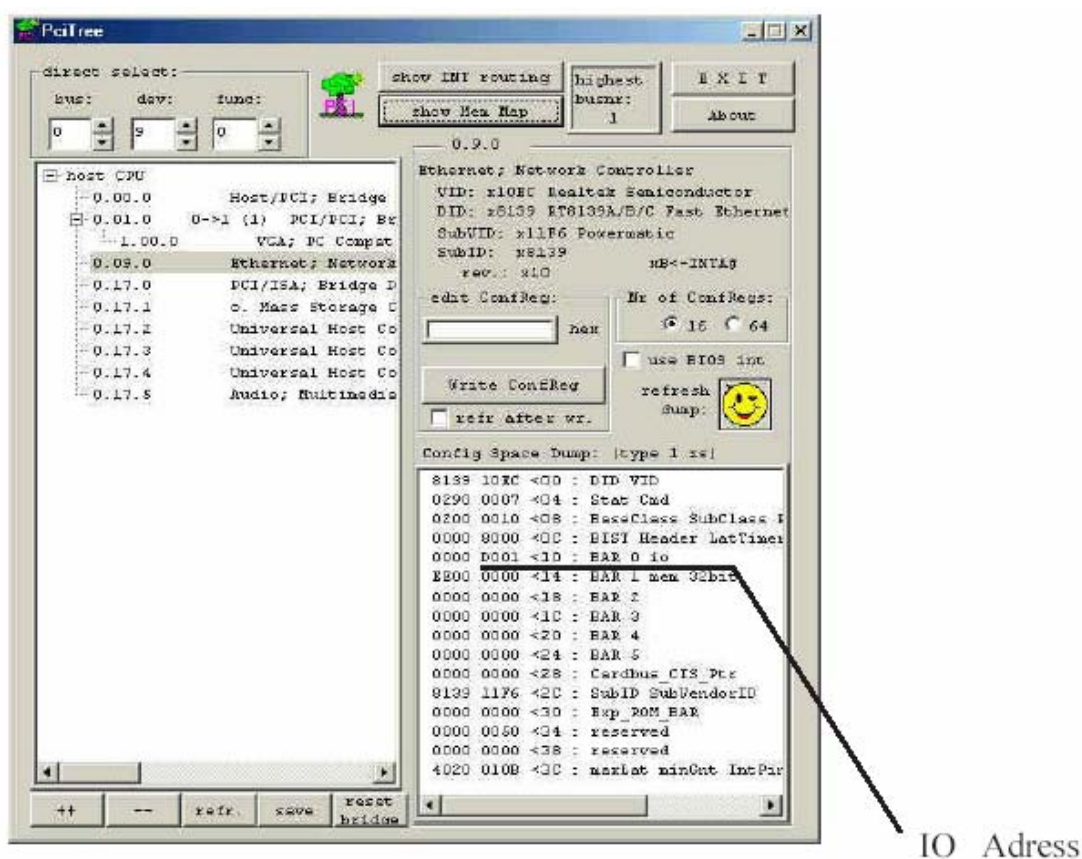 PciTree
direct select:
bus: dev: func:
0 9 0
show INT routing
show Mem Map
highest
busnr:
1
E X I T
About
host CPU
0.00.0 Host/PCI; Bridge
0.01.0 0->1 (1) PCI/PCI; Br
1.00.0 VGA; PC Compat
0.09.0 Ethernet; Network
0.17.0 PCI/ISA; Bridge D
0.17.1 o. Mass Storage C
0.17.2 Universal Host Co
0.17.3 Universal Host Co
0.17.4 Universal Host Co
0.17.5 Audio; Multimedia
++ -- refr. save reset
bridge
0.9.0
Ethernet; Network Controller
VID: x10EC Realtek Semiconductor
DID: x8139 RT8139A/B/C Fast Ethernet
SubVID: x11F6 Powermatic
SubID: x8139
rev.: x10 xB<-INTA#
edit ConfReg:
hex
Write ConfReg
refr after wr.
Nr of ConfRegs:
16 64
use BIOS int
refresh
dump:
Config Space Dump: |type 1 ze|
8139 10EC <00 : DID VID
0290 0007 <04 : Stat Cmd
0200 0010 <08 : BaseClass SubClass
0000 8000 <0C : BIST Header LatTimer
0000 D001 <10 : BAR 0 io
EB00 0000 <14 : BAR 1 mem 32bit
0000 0000 <18 : BAR 2
0000 0000 <1C : BAR 3
0000 0000 <20 : BAR 4
0000 0000 <24 : BAR 5
0000 0000 <28 : Cardbus_CIS_Ptr
8139 11F6 <2C : SubID SubVendorID
0000 0000 <30 : Exp_ROM_BAR
0000 0050 <34 : reserved
0000 0000 <38 : reserved
4020 010B <3C : maxLat minGnt IntPin
IO Adress